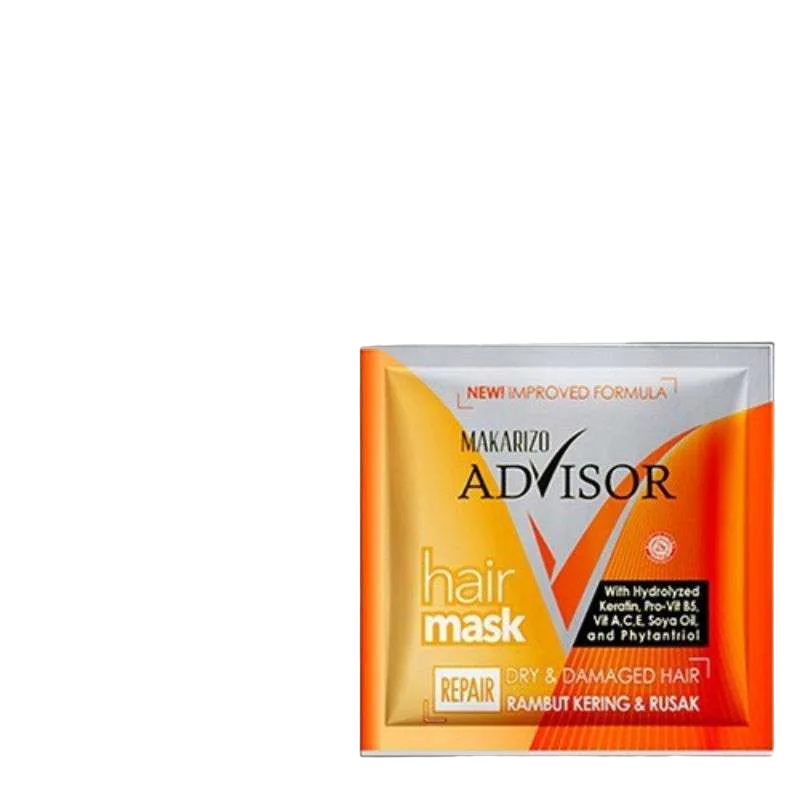 NEW! IMPROVED FORMULA
MAKARIZO
ADVISOR
hair
mask
With Hydrolyzed
Keratin, Pro-Vit B5,
Vit A,C,E, Soya Oil,
and Phytantriol
REPAIR
DRY & DAMAGED HAIR
RAMBUT KERING & RUSAK